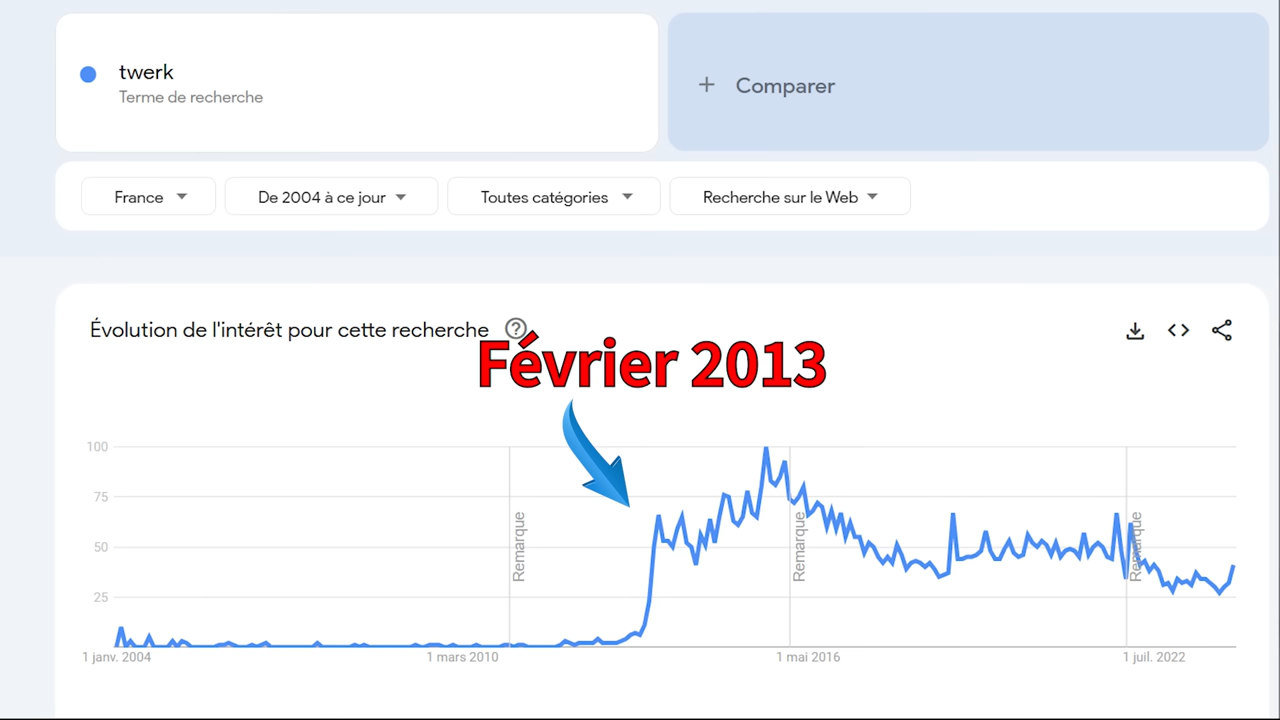 twerk
Terme de recherche
+ Comparer
France
De 2004 à ce jour
Toutes catégories
Recherche sur le Web
Évolution de l'intérêt pour cette recherche ?
Février 2013
100
75
50
25
Remarque
Remarque
Remarque
1 janv. 2004
1 mars 2010
1 mai 2016
1 juil. 2022